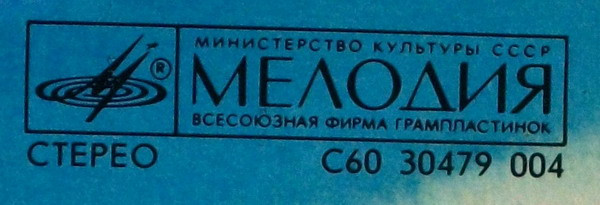 МИНИСТЕРСТВО КУЛЬТУРЫ СССР
® МЕЛОДИЯ
ВСЕСОЮЗНАЯ ФИРМА ГРАМПЛАСТИНОК
СТЕРЕО С60 30479 004